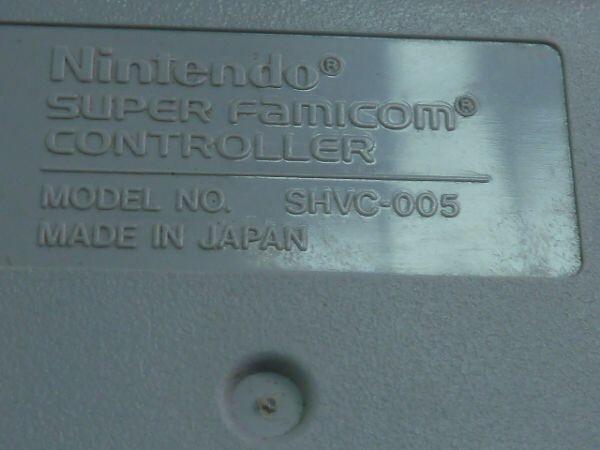 Nintendo®
SUPER Famicom®
CONTROLLER
MODEL NO. SHVC-005
MADE IN JAPAN